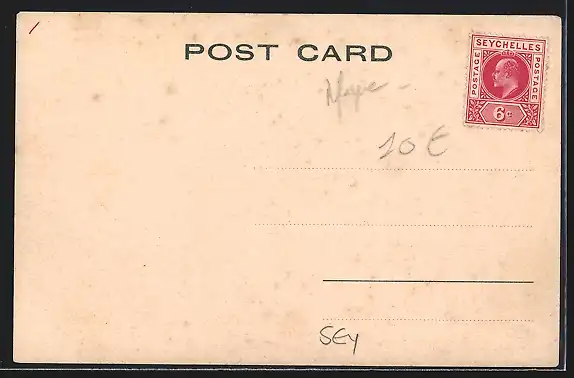 POST CARD
SEYCHELLES
POSTAGE
POSTAGE
6c
10 €
SEY